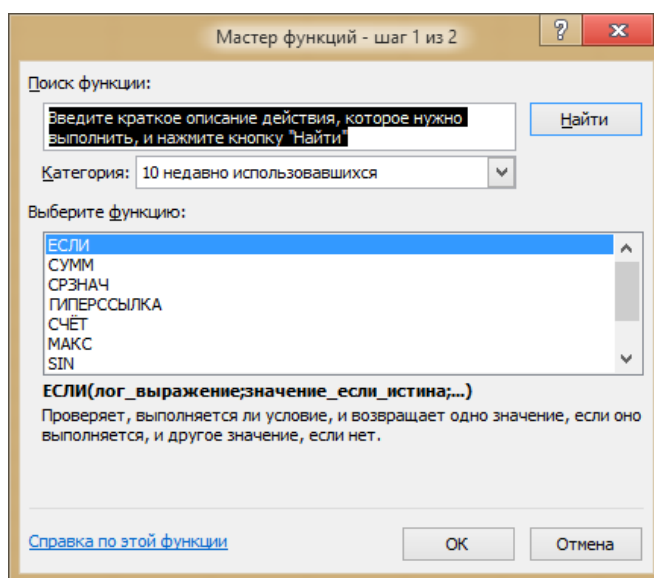 Мастер функций - шаг 1 из 2
?
Поиск функции:
Введите краткое описание действия, которое нужно
выполнить, и нажмите кнопку "Найти"
Найти
Категория: 10 недавно использовавшихся
Выберите функцию:
ЕСЛИ
СУММ
СРЗНАЧ
ГИПЕРССЫЛКА
СЧЁТ
МАКС
SIN
ЕСЛИ(лог_выражение;значение_если_истина;...)
Проверяет, выполняется ли условие, и возвращает одно значение, если оно
выполняется, и другое значение, если нет.
Справка по этой функции
ОК
Отмена